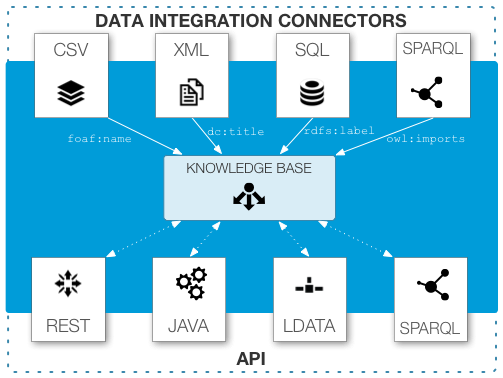 DATA INTEGRATION CONNECTORS
CSV
XML
SQL
SPARQL
foaf:name
dc:title
rdfs:label
owl:imports
KNOWLEDGE BASE
REST
JAVA
LDATA
SPARQL
API